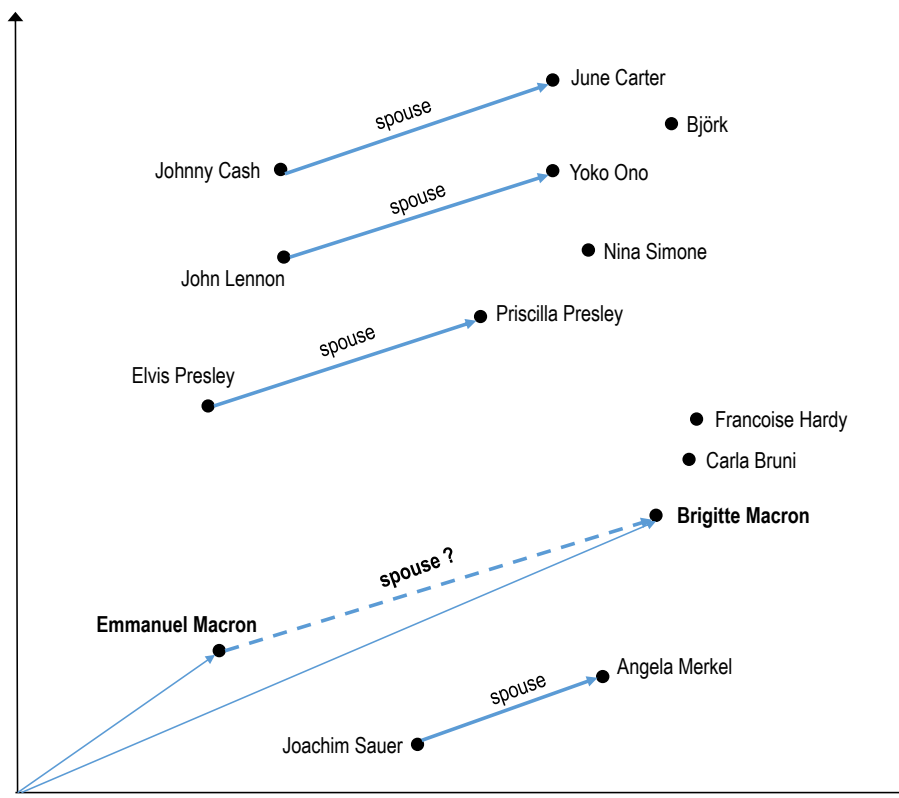 June Carter
spouse
Björk
Johnny Cash
Yoko Ono
spouse
Nina Simone
John Lennon
Priscilla Presley
spouse
Elvis Presley
Francoise Hardy
Carla Bruni
Brigitte Macron
spouse ?
Emmanuel Macron
Angela Merkel
spouse
Joachim Sauer